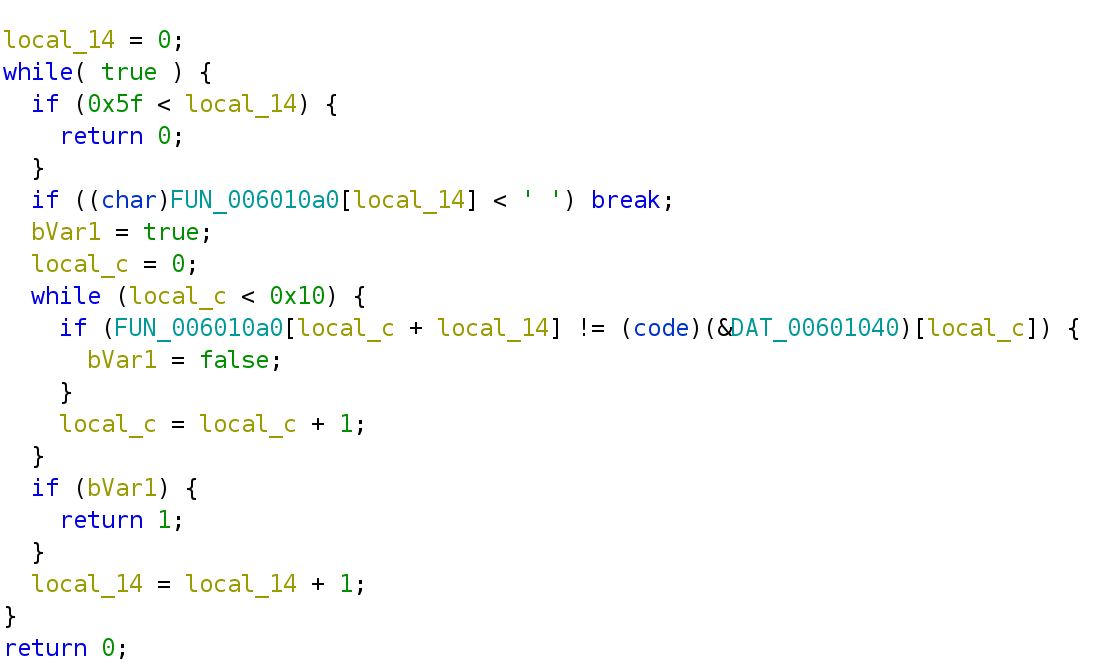 local_14 = 0;
while( true ) {
  if (0x5f < local_14) {
    return 0;
  }
  if ((char)FUN_006010a0[local_14] < ' ') break;
  bVar1 = true;
  local_c = 0;
  while (local_c < 0x10) {
    if (FUN_006010a0[local_c + local_14] != (code)(&DAT_00601040)[local_c]) {
      bVar1 = false;
    }
    local_c = local_c + 1;
  }
  if (bVar1) {
    return 1;
  }
  local_14 = local_14 + 1;
}
return 0;